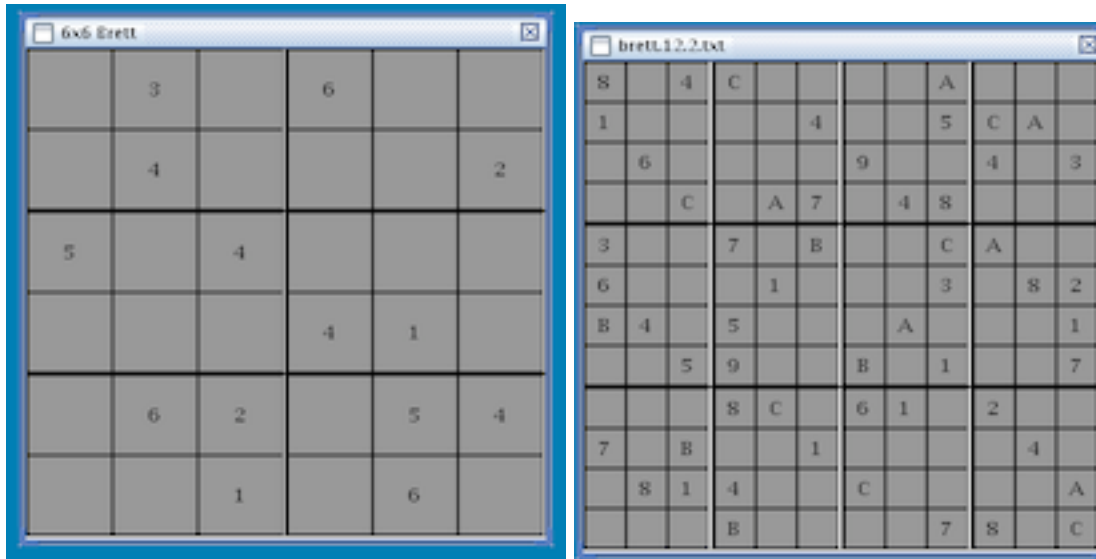 6x6 Brett
3 6
4 2
5 4
4 1
6 2 5 4
1 6
brett.12.2.txt
8 4 C A
1 4 5 C A
6 9 4 3
C A 7 4 8
3 7 B C A
6 1 3 8 2
B 4 5 A 1
5 9 B 1 7
8 C 6 1 2
7 B 1 4
8 1 4 C A
B 7 8 C